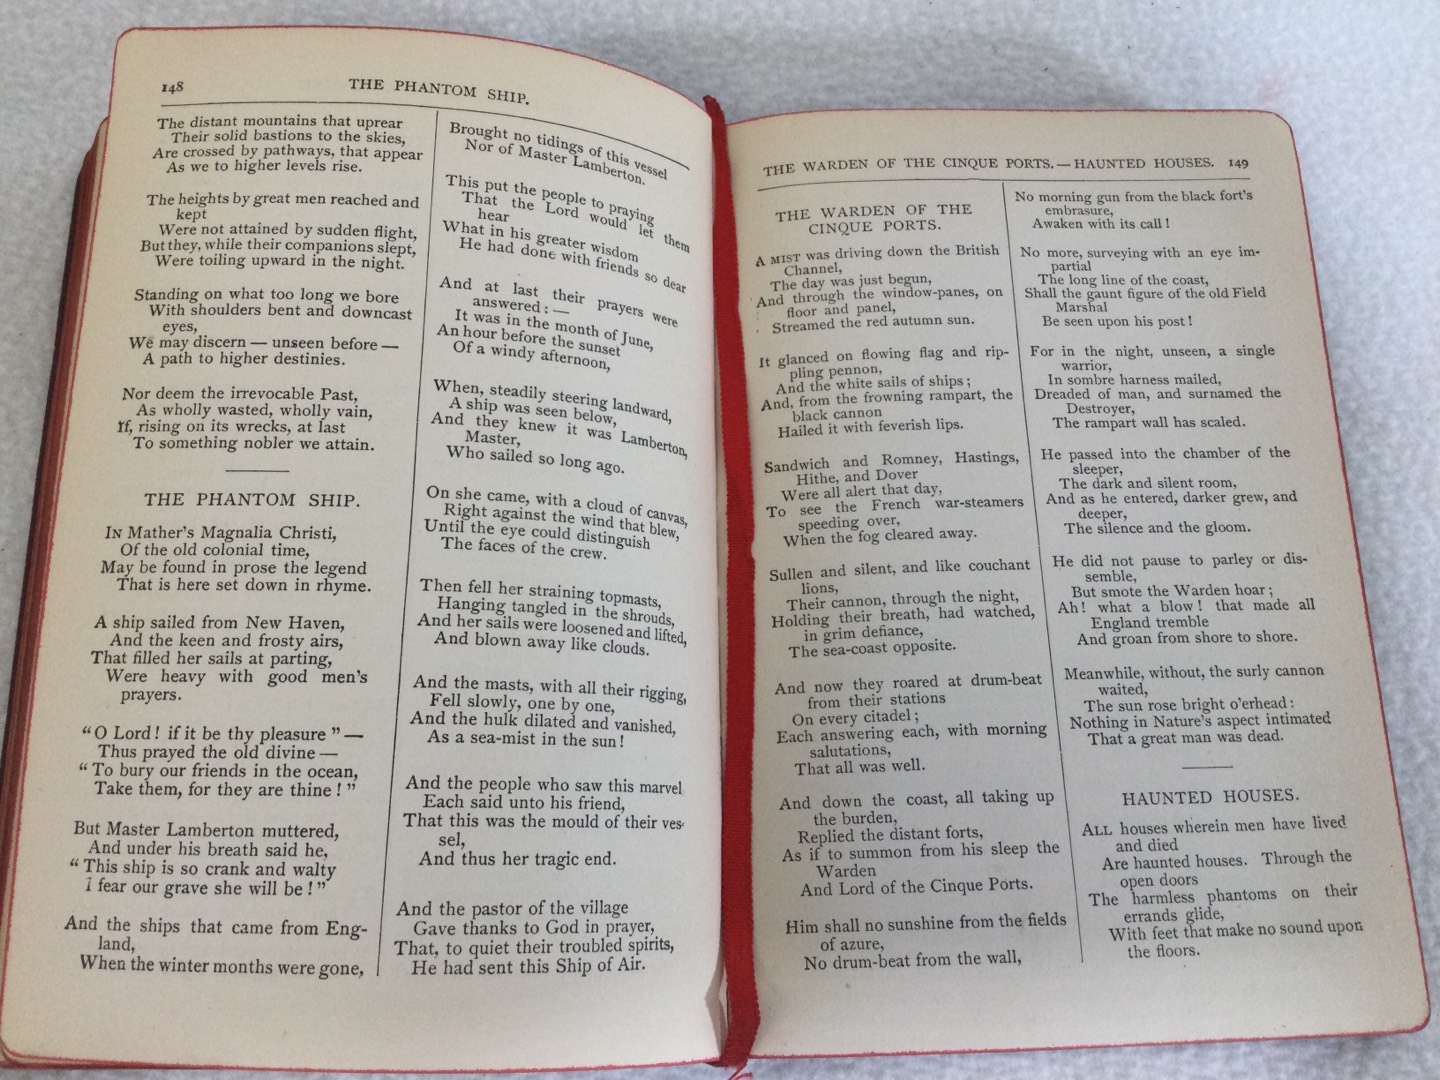 148
THE PHANTOM SHIP.
The distant mountains that uprear
Their solid bastions to the skies,
Are crossed by pathways, that appear
As we to higher levels rise.
The heights by great men reached and
kept
Were not attained by sudden flight,
But they, while their companions slept,
Were toiling upward in the night.
Standing on what too long we bore
With shoulders bent and downcast
eyes,
We may discern — unseen before —
A path to higher destinies.
Nor deem the irrevocable Past,
As wholly wasted, wholly vain,
If, rising on its wrecks, at last
To something nobler we attain.
THE PHANTOM SHIP.
IN Mather's Magnalia Christi,
Of the old colonial time,
May be found in prose the legend
That is here set down in rhyme.
A ship sailed from New Haven,
And the keen and frosty airs,
That filled her sails at parting,
Were heavy with good men's
prayers.
"O Lord! if it be thy pleasure" —
Thus prayed the old divine —
"To bury our friends in the ocean,
Take them, for they are thine!"
But Master Lamberton muttered,
And under his breath said he,
"This ship is so crank and walty
I fear our grave she will be!"
And the ships that came from Eng-
land,
When the winter months were gone,
Brought no tidings of this vessel
Nor of Master Lamberton.
This put the people to praying
That the Lord would let them
hear
What in his greater wisdom
He had done with friends so dear
And at last their prayers were
answered: —
It was in the month of June,
An hour before the sunset
Of a windy afternoon,
When, steadily steering landward,
A ship was seen below,
And they knew it was Lamberton,
Master,
Who sailed so long ago.
On she came, with a cloud of canvas,
Right against the wind that blew,
Until the eye could distinguish
The faces of the crew.
Then fell her straining topmasts,
Hanging tangled in the shrouds,
And her sails were loosened and lifted,
And blown away like clouds.
And the masts, with all their rigging,
Fell slowly, one by one,
And the hulk dilated and vanished,
As a sea-mist in the sun!
And the people who saw this marvel
Each said unto his friend,
That this was the mould of their ves-
sel,
And thus her tragic end.
And the pastor of the village
Gave thanks to God in prayer,
That, to quiet their troubled spirits,
He had sent this Ship of Air.
THE WARDEN OF THE CINQUE PORTS. — HAUNTED HOUSES. 149
THE WARDEN OF THE
CINQUE PORTS.
A MIST was driving down the British
Channel,
The day was just begun,
And through the window-panes, on
floor and panel,
Streamed the red autumn sun.
It glanced on flowing flag and rip-
pling pennon,
And the white sails of ships;
And, from the frowning rampart, the
black cannon
Hailed it with feverish lips.
Sandwich and Romney, Hastings,
Hithe, and Dover
Were all alert that day,
To see the French war-steamers
speeding over,
When the fog cleared away.
Sullen and silent, and like couchant
lions,
Their cannon, through the night,
Holding their breath, had watched,
in grim defiance,
The sea-coast opposite.
And now they roared at drum-beat
from their stations
On every citadel;
Each answering each, with morning
salutations,
That all was well.
And down the coast, all taking up
the burden,
Replied the distant forts,
As if to summon from his sleep the
Warden
And Lord of the Cinque Ports.
Him shall no sunshine from the fields
of azure,
No drum-beat from the wall,
No morning gun from the black fort's
embrasure,
Awaken with its call!
No more, surveying with an eye im-
partial
The long line of the coast,
Shall the gaunt figure of the old Field
Marshal
Be seen upon his post!
For in the night, unseen, a single
warrior,
In sombre harness mailed,
Dreaded of man, and surnamed the
Destroyer,
The rampart wall has scaled.
He passed into the chamber of the
sleeper,
The dark and silent room,
And as he entered, darker grew, and
deeper,
The silence and the gloom.
He did not pause to parley or dis-
semble,
But smote the Warden hoar;
Ah! what a blow! that made all
England tremble
And groan from shore to shore.
Meanwhile, without, the surly cannon
waited,
The sun rose bright o'erhead:
Nothing in Nature's aspect intimated
That a great man was dead.
HAUNTED HOUSES.
ALL houses wherein men have lived
and died
Are haunted houses. Through the
open doors
The harmless phantoms on their
errands glide,
With feet that make no sound upon
the floors.